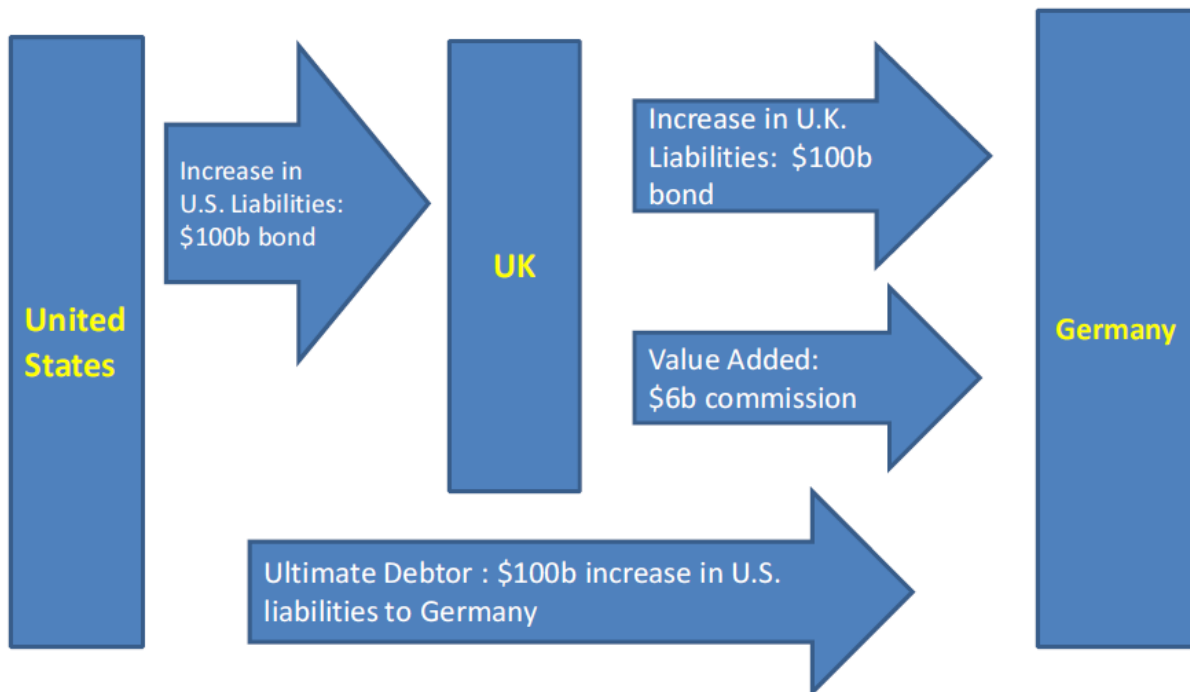 United
States
Increase in
U.S. Liabilities:
$100b bond
UK
Increase in U.K.
Liabilities:  $100b
bond
Value Added:
$6b commission
Germany
Ultimate Debtor : $100b increase in U.S.
liabilities to Germany